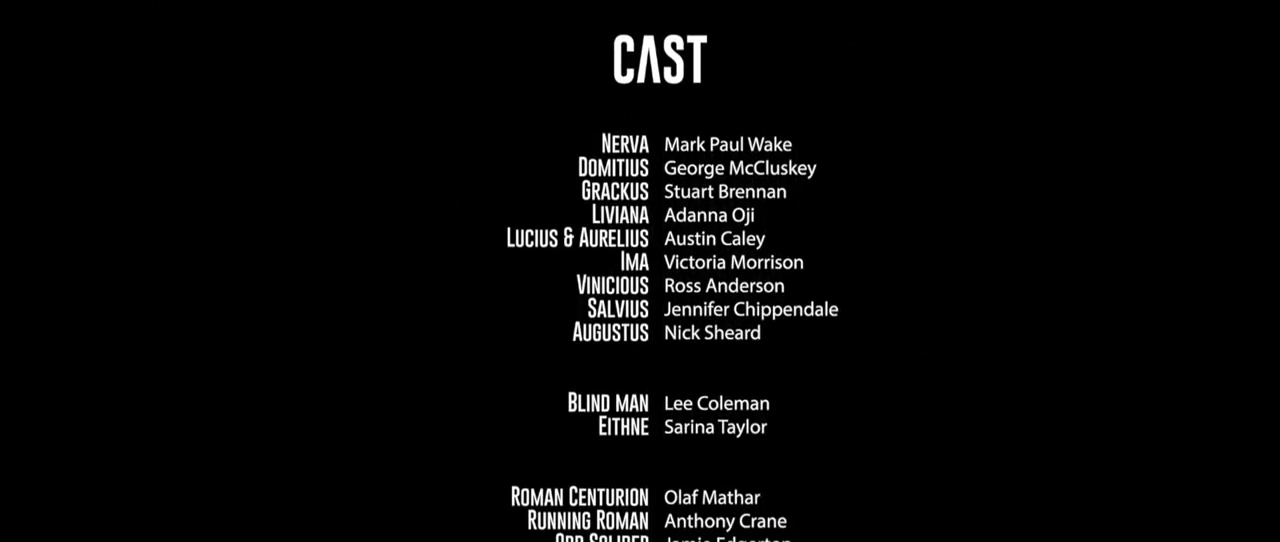 CAST
NERVA Mark Paul Wake
DOMITIUS George McCluskey
GRACKUS Stuart Brennan
LIVIANA Adanna Oji
LUCIUS & AURELIUS Austin Caley
IMA Victoria Morrison
VINICIOUS Ross Anderson
SALVIUS Jennifer Chippendale
AUGUSTUS Nick Sheard
BLIND MAN Lee Coleman
EITHNE Sarina Taylor
ROMAN CENTURION Olaf Mathar
RUNNING ROMAN Anthony Crane